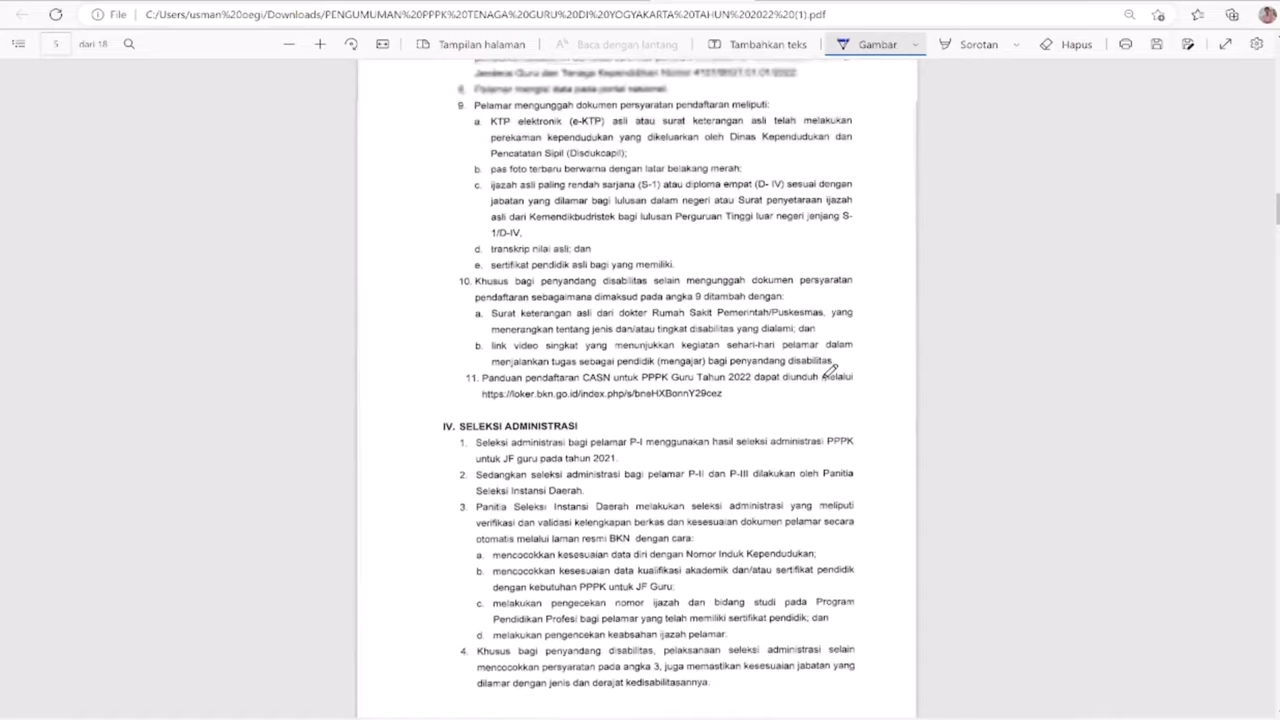 File
C:/Users/usman%20oegi/Downloads/PENGUMUMAN%20PPPK%20TENAGA%20GURU%20DI%20YOGYAKARTA%20TAHUN%202022%20(1).pdf
5 dari 18
Tampilan halaman
Baca dengan lantang
Tambahkan teks
Gambar
Sorotan
Hapus
Jenderal Guru dan Tenaga Kependidikan Nomor
8. Pelamar mengisi data pada portal nasional.
9. Pelamar mengunggah dokumen persyaratan pendaftaran meliputi:
a. KTP elektronik (e-KTP) asli atau surat keterangan asli telah melakukan
perekaman kependudukan yang dikeluarkan oleh Dinas Kependudukan dan
Pencatatan Sipil (Disdukcapil);
b. pas foto terbaru berwarna dengan latar belakang merah;
c. ijazah asli paling rendah sarjana (S-1) atau diploma empat (D- IV) sesuai dengan
jabatan yang dilamar bagi lulusan dalam negeri atau Surat penyetaraan ijazah
asli dari Kemendikbudristek bagi lulusan Perguruan Tinggi luar negeri jenjang S-
1/D-IV,
d. transkrip nilai asli; dan
e. sertifikat pendidik asli bagi yang memiliki.
10. Khusus bagi penyandang disabilitas selain mengunggah dokumen persyaratan
pendaftaran sebagaimana dimaksud pada angka 9 ditambah dengan:
a. Surat keterangan asli dari dokter Rumah Sakit Pemerintah/Puskesmas, yang
menerangkan tentang jenis dan/atau tingkat disabilitas yang dialami; dan
b. link video singkat yang menunjukkan kegiatan sehari-hari pelamar dalam
menjalankan tugas sebagai pendidik (mengajar) bagi penyandang disabilitas.
11. Panduan pendaftaran CASN untuk PPPK Guru Tahun 2022 dapat diunduh melalui
https://loker.bkn.go.id/index.php/s/bneHXBonnY29cez
IV. SELEKSI ADMINISTRASI
1. Seleksi administrasi bagi pelamar P-I menggunakan hasil seleksi administrasi PPPK
untuk JF guru pada tahun 2021.
2. Sedangkan seleksi administrasi bagi pelamar P-II dan P-III dilakukan oleh Panitia
Seleksi Instansi Daerah.
3. Panitia Seleksi Instansi Daerah melakukan seleksi administrasi yang meliputi
verifikasi dan validasi kelengkapan berkas dan kesesuaian dokumen pelamar secara
otomatis melalui laman resmi BKN dengan cara:
a. mencocokkan kesesuaian data diri dengan Nomor Induk Kependudukan;
b. mencocokkan kesesuaian data kualifikasi akademik dan/atau sertifikat pendidik
dengan kebutuhan PPPK untuk JF Guru;
c. melakukan pengecekan nomor ijazah dan bidang studi pada Program
Pendidikan Profesi bagi pelamar yang telah memiliki sertifikat pendidik; dan
d. melakukan pengencekan keabsahan ijazah pelamar.
4. Khusus bagi penyandang disabilitas, pelaksanaan seleksi administrasi selain
mencocokkan persyaratan pada angka 3, juga memastikan kesesuaian jabatan yang
dilamar dengan jenis dan derajat kedisabilitasannya.